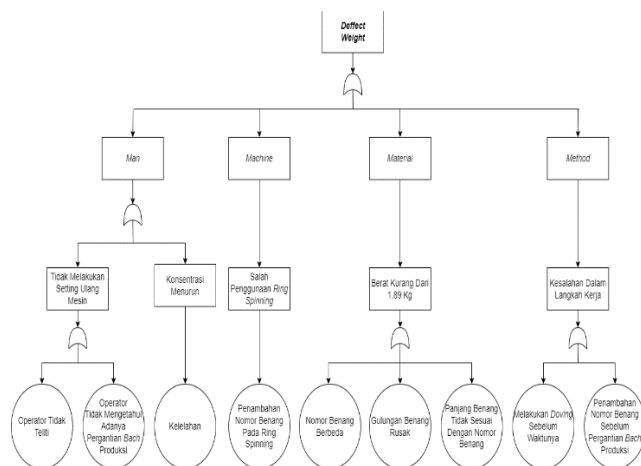 Deffect
Weight
Man
Machine
Material
Method
Tidak Melakukan
Setting Ulang
Mesin
Konsentrasi
Menurun
Salah
Penggunaan Ring
Spinning
Berat Kurang Dari
1,89 Kg
Kesalahan Dalam
Langkah Kerja
Operator Tidak
Teliti
Operator
Tidak Mengetahui
Adanya
Pergantian Bach
Produksi
Kelelahan
Penambahan
Nomor Benang
Pada Ring
Spinning
Nomor Benang
Berbeda
Gulungan Benang
Rusak
Panjang Benang
Tidak Sesuai
Dengan Nomor
Benang
Melakukan Doving
Sebelum
Waktunya
Penambahan
Nomor Benang
Sebelum
Pergantian Bach
Produksi